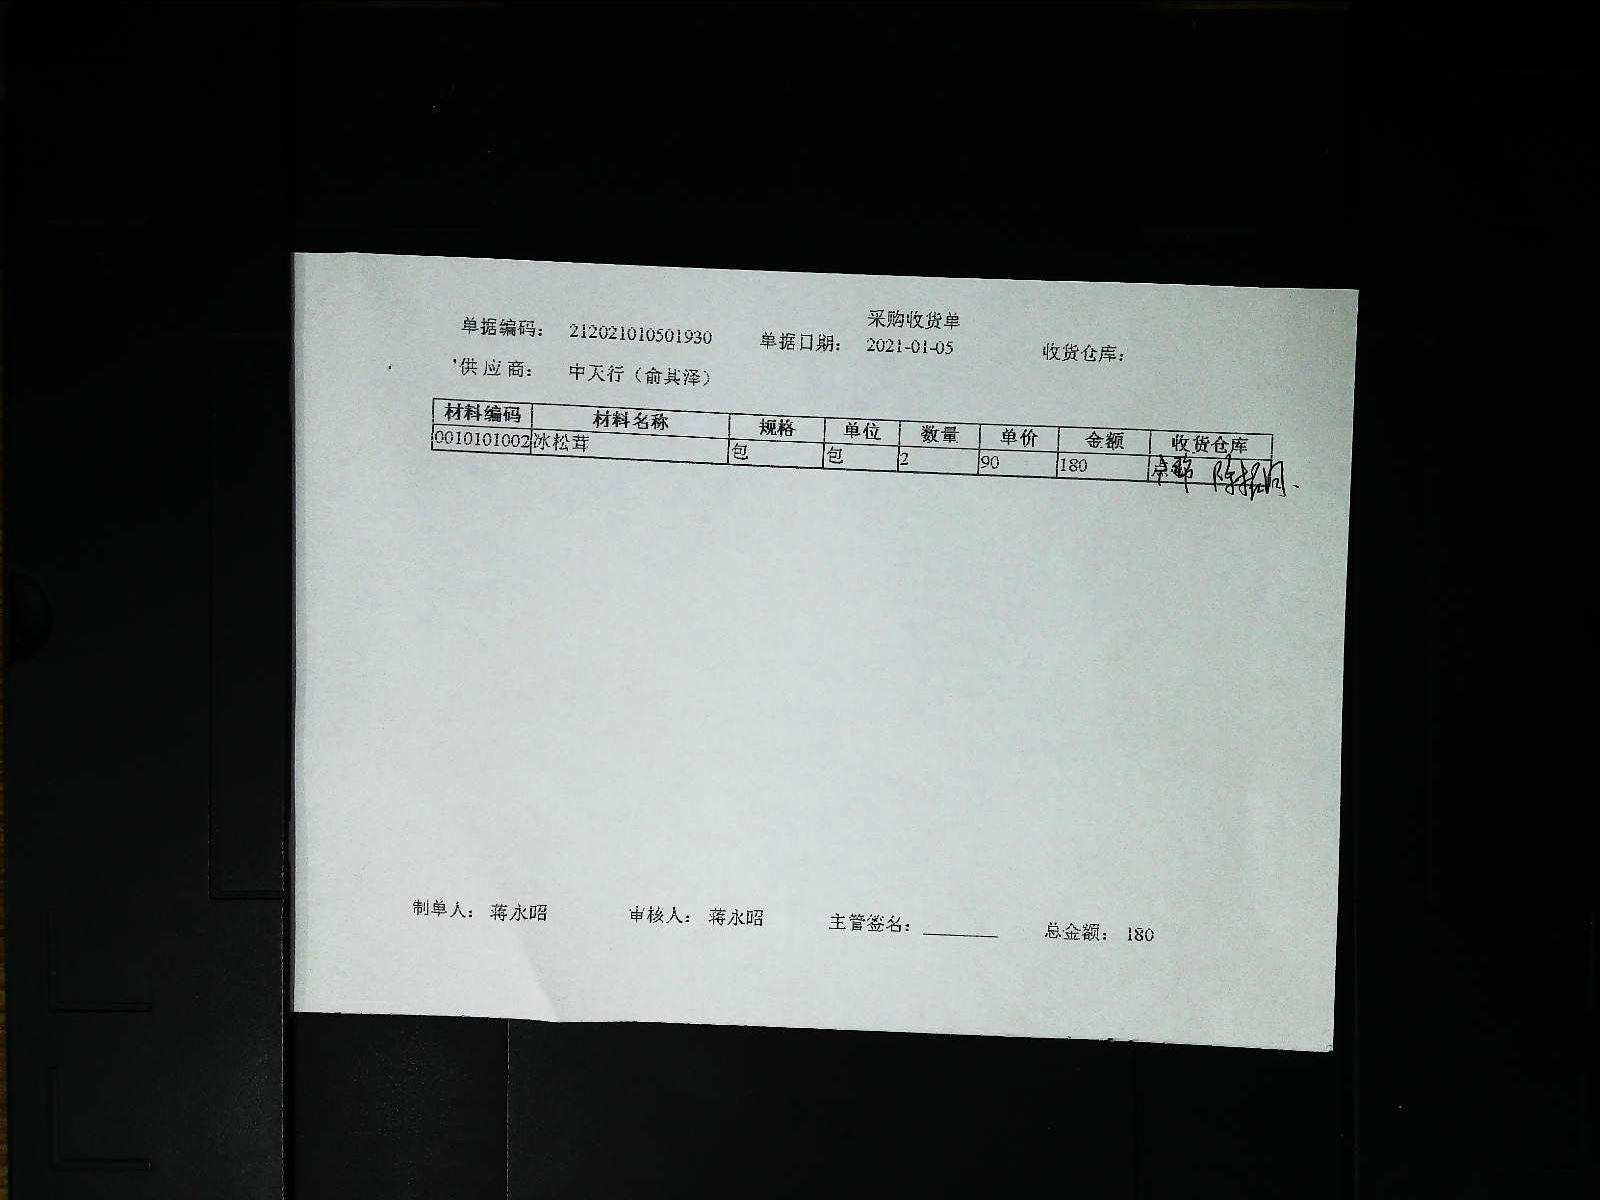 采购收货单
单据编码： 212021010501930 单据日期： 2021-01-05 收货仓库：
供应商： 中天行（俞其泽）
材料编码 材料名称 规格 单位 数量 单价 金额 收货仓库
0010101002 冰松茸 包 包 2 90 180
制单人： 蒋永昭 审核人： 蒋永昭 主管签名：________ 总金额： 180